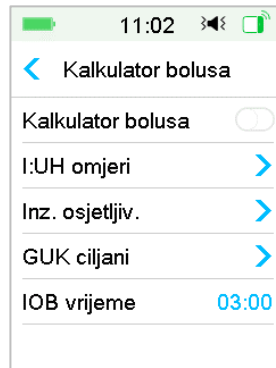 11:02
Kalkulator bolusa
Kalkulator bolusa
I:UH omjeri
Inz. osjetljiv.
GUK ciljani
IOB vrijeme 03:00